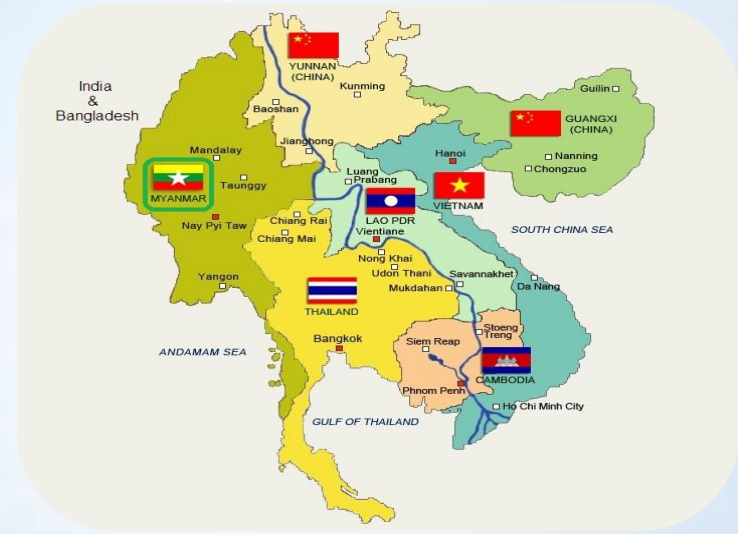 YUNNAN
(CHINA)
Kunming
Guilin
India
&
Bangladesh
Baoshan
GUANGXI
(CHINA)
Jianghong
Mandalay
Hanoi
Nanning
Chongzuo
Luang
Prabang
Taunggy
MYANMAR
VIETNAM
LAO PDR
Vientiane
Nay Pyi Taw
Chiang Rai
Chiang Mai
SOUTH CHINA SEA
Nong Khai
Udon Thani
Savannakhet
Mukdahan
Da Nang
Yangon
THAILAND
Stoeng
Treng
Bangkok
Siem Reap
ANDAMAM SEA
CAMBODIA
Phnom Penh
Ho Chi Minh City
GULF OF THAILAND